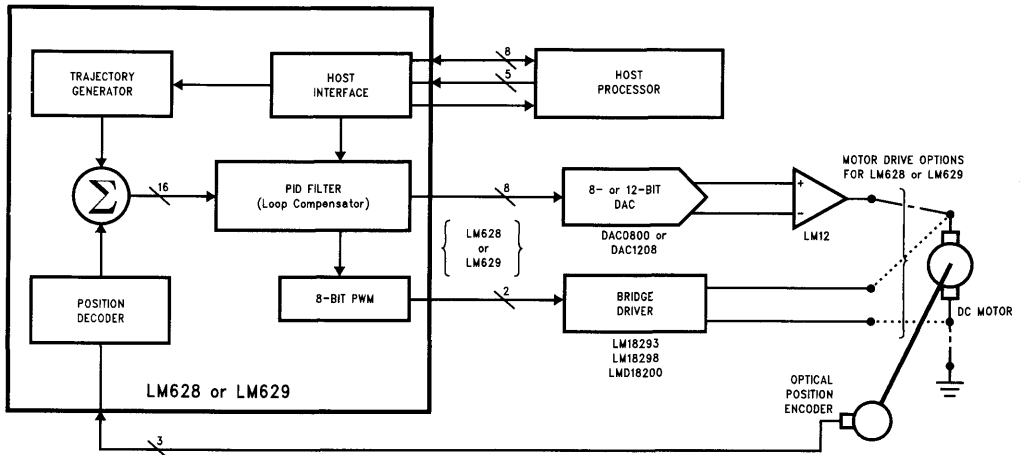 TRAJECTORY
GENERATOR
HOST
INTERFACE
8
5
HOST
PROCESSOR
Σ
16
PID FILTER
(Loop Compensator)
8
8- or 12-BIT
DAC
DAC0800 or
DAC1208
+
−
LM12
MOTOR DRIVE OPTIONS
FOR LM628 or LM629
LM628
or
LM629
POSITION
DECODER
8-BIT PWM
2
BRIDGE
DRIVER
LM18293
LM18298
LMD18200
DC MOTOR
LM628 or LM629
OPTICAL
POSITION
ENCODER
3